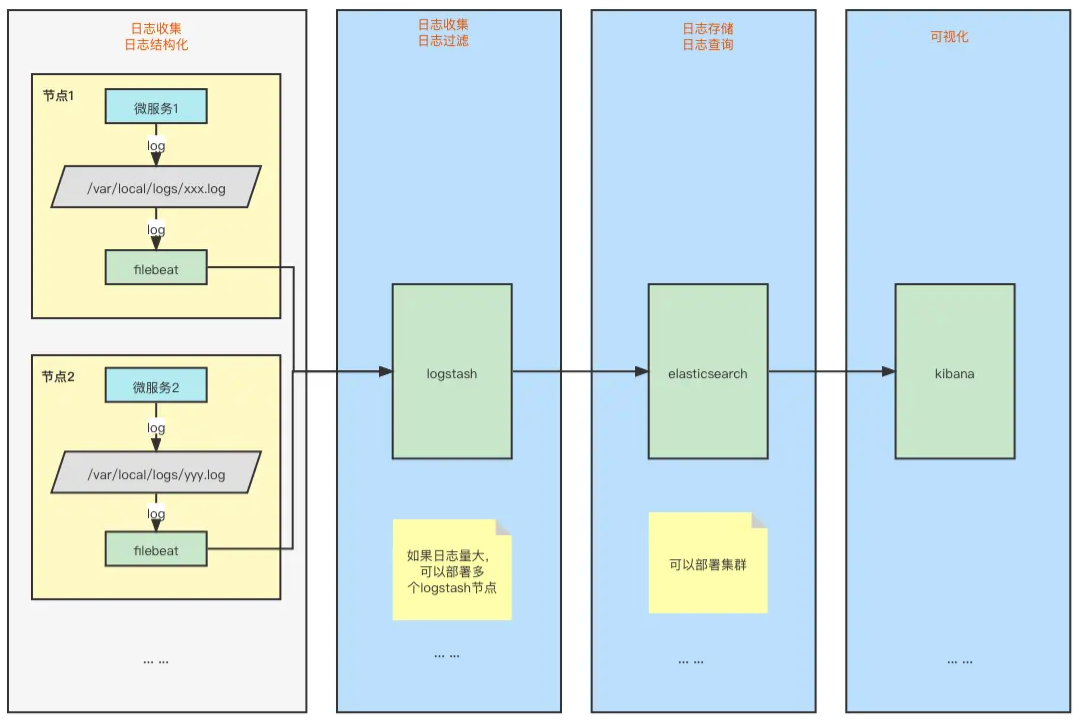 日志收集
日志结构化
节点1
微服务1
log
/var/local/logs/xxx.log
log
filebeat
节点2
微服务2
log
/var/local/logs/yyy.log
log
filebeat
... ...
日志收集
日志过滤
logstash
如果日志量大，
可以部署多
个logstash节点
... ...
日志存储
日志查询
elasticsearch
可以部署集群
... ...
可视化
kibana
... ...